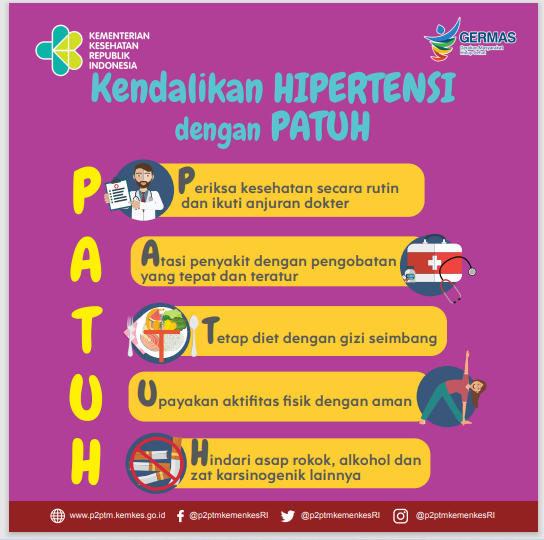 KEMENTERIAN
KESEHATAN
REPUBLIK
INDONESIA
GERMAS
Gerakan Masyarakat
Hidup Sehat
Kendalikan HIPERTENSI
dengan PATUH
P
Periksa kesehatan secara rutin
dan ikuti anjuran dokter
A
Atasi penyakit dengan pengobatan
yang tepat dan teratur
T
Tetap diet dengan gizi seimbang
U
Upayakan aktifitas fisik dengan aman
H
Hindari asap rokok, alkohol dan
zat karsinogenik lainnya
www.p2ptm.kemkes.go.id @p2ptmkemenkesRI @p2ptmkemenkesRI @p2ptmkemenkesRI